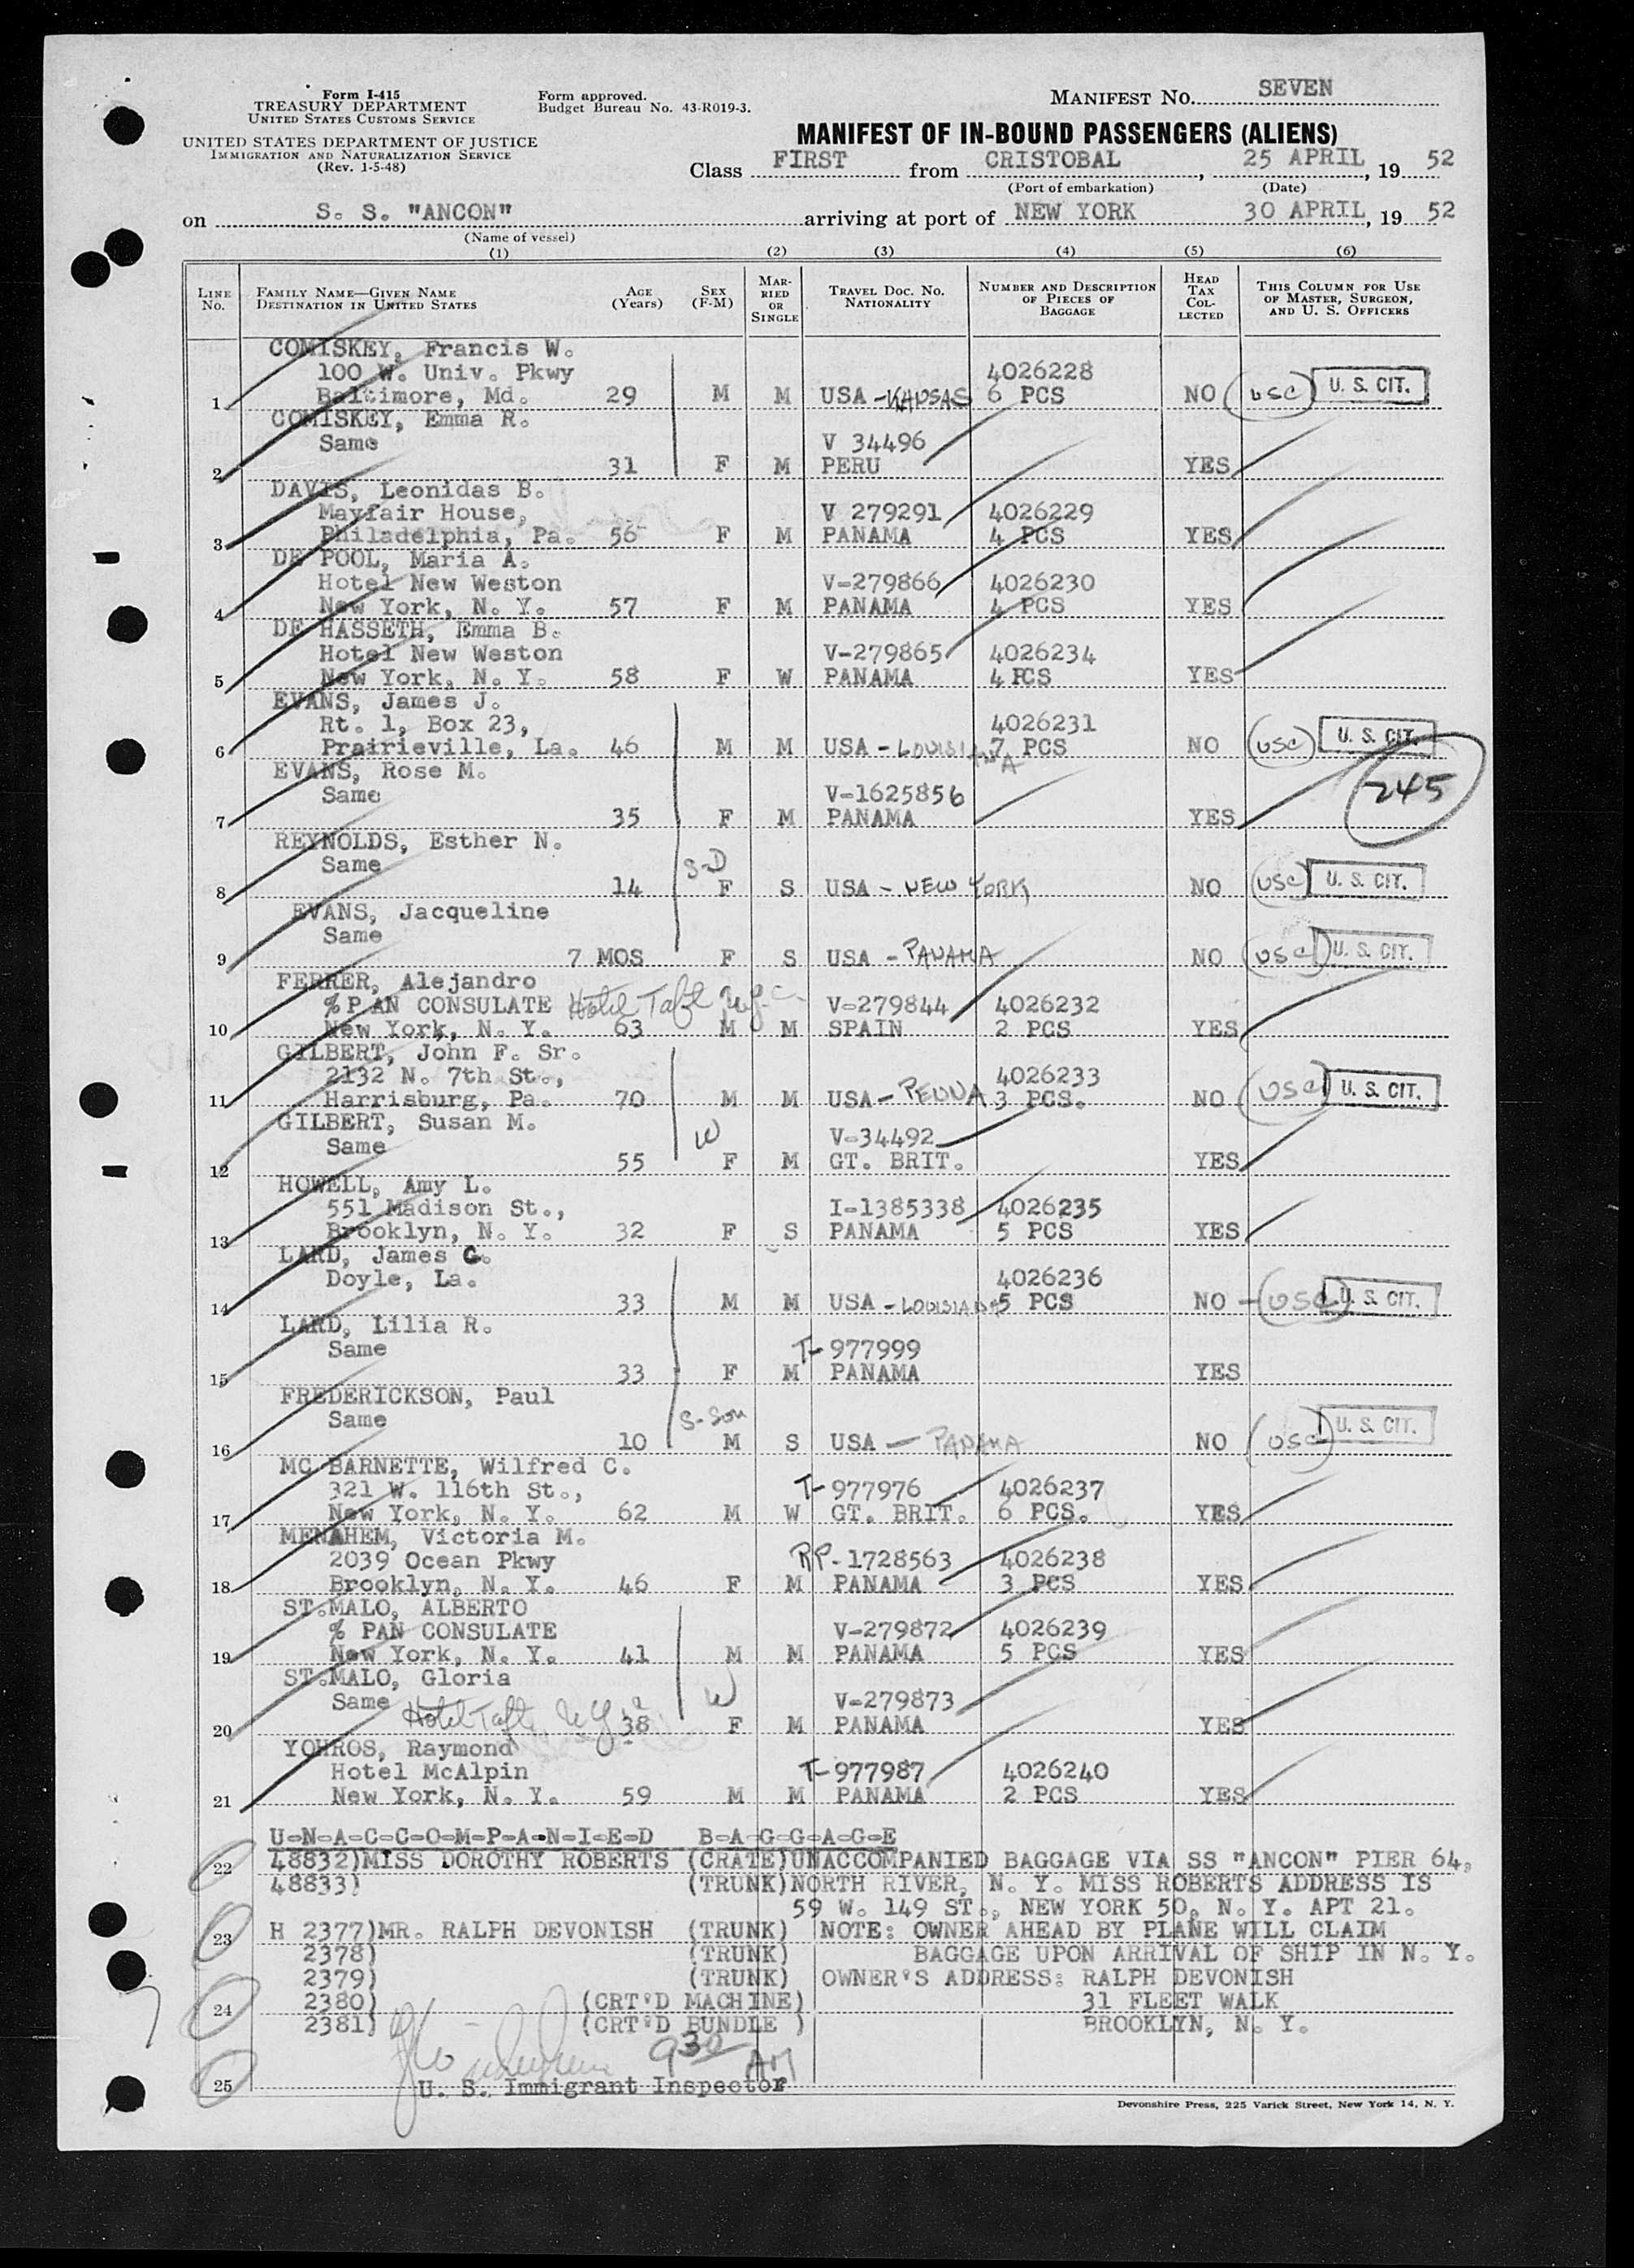 Form I-415
TREASURY DEPARTMENT
UNITED STATES CUSTOMS SERVICE
UNITED STATES DEPARTMENT OF JUSTICE
IMMIGRATION AND NATURALIZATION SERVICE
(Rev. 1-5-48)
Form approved.
Budget Bureau No. 43-R019-3.
MANIFEST NO. SEVEN
MANIFEST OF IN-BOUND PASSENGERS (ALIENS)
Class FIRST from CRISTOBAL, 25 APRIL, 19 52
(Port of embarkation) (Date)
on S. S. "ANCON" arriving at port of NEW YORK 30 APRIL, 19 52
(Name of vessel)
(1) (2) (3) (4) (5) (6)
LINE NO. FAMILY NAME—GIVEN NAME DESTINATION IN UNITED STATES AGE (Years) SEX (F-M) MARRIED OR SINGLE TRAVEL DOC. NO. NATIONALITY NUMBER AND DESCRIPTION OF PIECES OF BAGGAGE HEAD TAX COLLECTED THIS COLUMN FOR USE OF MASTER, SURGEON, AND U. S. OFFICERS
COMISKEY, Francis W.
100 W. Univ. Pkwy 4026228
1 Baltimore, Md. 29 M M USA - KANSAS 6 PCS NO USC U. S. CIT.
COMISKEY, Emma R.
Same V 34496
2 31 F M PERU YES
DAVIS, Leonidas B.
Mayfair House, V 279291 4026229
3 Philadelphia, Pa. 56 F M PANAMA 4 PCS YES
DE POOL, Maria A.
Hotel New Weston V-279866 4026230
4 New York, N. Y. 57 F M PANAMA 4 PCS YES
DE HASSETH, Emma B.
Hotel New Weston V-279865 4026234
5 New York, N. Y. 58 F W PANAMA 4 PCS YES
EVANS, James J.
Rt. 1, Box 23, 4026231
6 Prairieville, La. 46 M M USA - LOUISIANA 7 PCS NO USC U. S. CIT.
EVANS, Rose M.
Same V-1625856 245
7 35 F M PANAMA YES
REYNOLDS, Esther N.
Same S-D
8 14 F S USA - NEW YORK NO USC U. S. CIT.
EVANS, Jacqueline
Same
9 7 MOS F S USA - PANAMA NO USC U. S. CIT.
FERRER, Alejandro
% PAN CONSULATE Hotel Taft N.Y.C. V-279844 4026232
10 New York, N. Y. 63 M M SPAIN 2 PCS YES
GILBERT, John F. Sr.
2132 N. 7th St., 4026233
11 Harrisburg, Pa. 70 M M USA - PENNA 3 PCS. NO USC U. S. CIT.
GILBERT, Susan M.
Same W V-34492
12 55 F M GT. BRIT. YES
HOWELL, Amy L.
551 Madison St., I-1385338 4026235
13 Brooklyn, N. Y. 32 F S PANAMA 5 PCS YES
LARD, James C.
Doyle, La. 4026236
14 33 M M USA - LOUISIANA 5 PCS NO - USC U. S. CIT.
LARD, Lilia R.
Same T-977999
15 33 F M PANAMA YES
FREDERICKSON, Paul
Same S-Son
16 10 M S USA - PANAMA NO USC U. S. CIT.
MC BARNETTE, Wilfred C.
321 W. 116th St., T-977976 4026237
17 New York, N. Y. 62 M W GT. BRIT. 6 PCS. YES
MENAHEM, Victoria M.
2039 Ocean Pkwy RP-1728563 4026238
18 Brooklyn, N. Y. 46 F M PANAMA 3 PCS YES
ST.MALO, ALBERTO
% PAN CONSULATE V-279872 4026239
19 New York, N. Y. 41 M M PANAMA 5 PCS YES
ST.MALO, Gloria
Same Hotel Taft, N.Y. W V-279873
20 38 F M PANAMA YES
YOHROS, Raymond
Hotel McAlpin T-977987 4026240
21 New York, N. Y. 59 M M PANAMA 2 PCS YES
U-N-A-C-C-O-M-P-A-N-I-E-D B-A-G-G-A-G-E
22 48832)MISS DOROTHY ROBERTS (CRATE)UNACCOMPANIED BAGGAGE VIA SS "ANCON" PIER 64,
48833) (TRUNK)NORTH RIVER, N. Y. MISS ROBERTS ADDRESS IS
59 W. 149 ST., NEW YORK 50, N. Y. APT 21.
23 H 2377)MR. RALPH DEVONISH (TRUNK) NOTE: OWNER AHEAD BY PLANE WILL CLAIM
2378) (TRUNK) BAGGAGE UPON ARRIVAL OF SHIP IN N. Y.
2379) (TRUNK) OWNER'S ADDRESS: RALPH DEVONISH
24 2380) (CRT'D MACHINE) 31 FLEET WALK
2381) (CRT'D BUNDLE ) BROOKLYN, N. Y.
930 AM
25 U. S. Immigrant Inspector
Devonshire Press, 225 Varick Street, New York 14, N. Y.